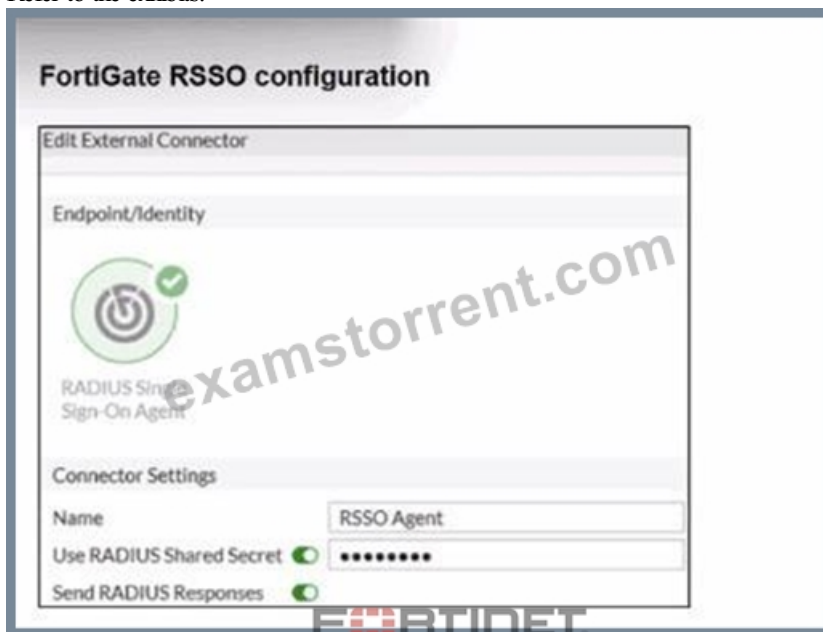 Refer to the exhibit.
FortiGate RSSO configuration
Edit External Connector
Endpoint/Identity
RADIUS Single
Sign-On Agent
Connector Settings
Name
RSSO Agent
Use RADIUS Shared Secret
••••••••
Send RADIUS Responses
examstorrent.com
FORTINET